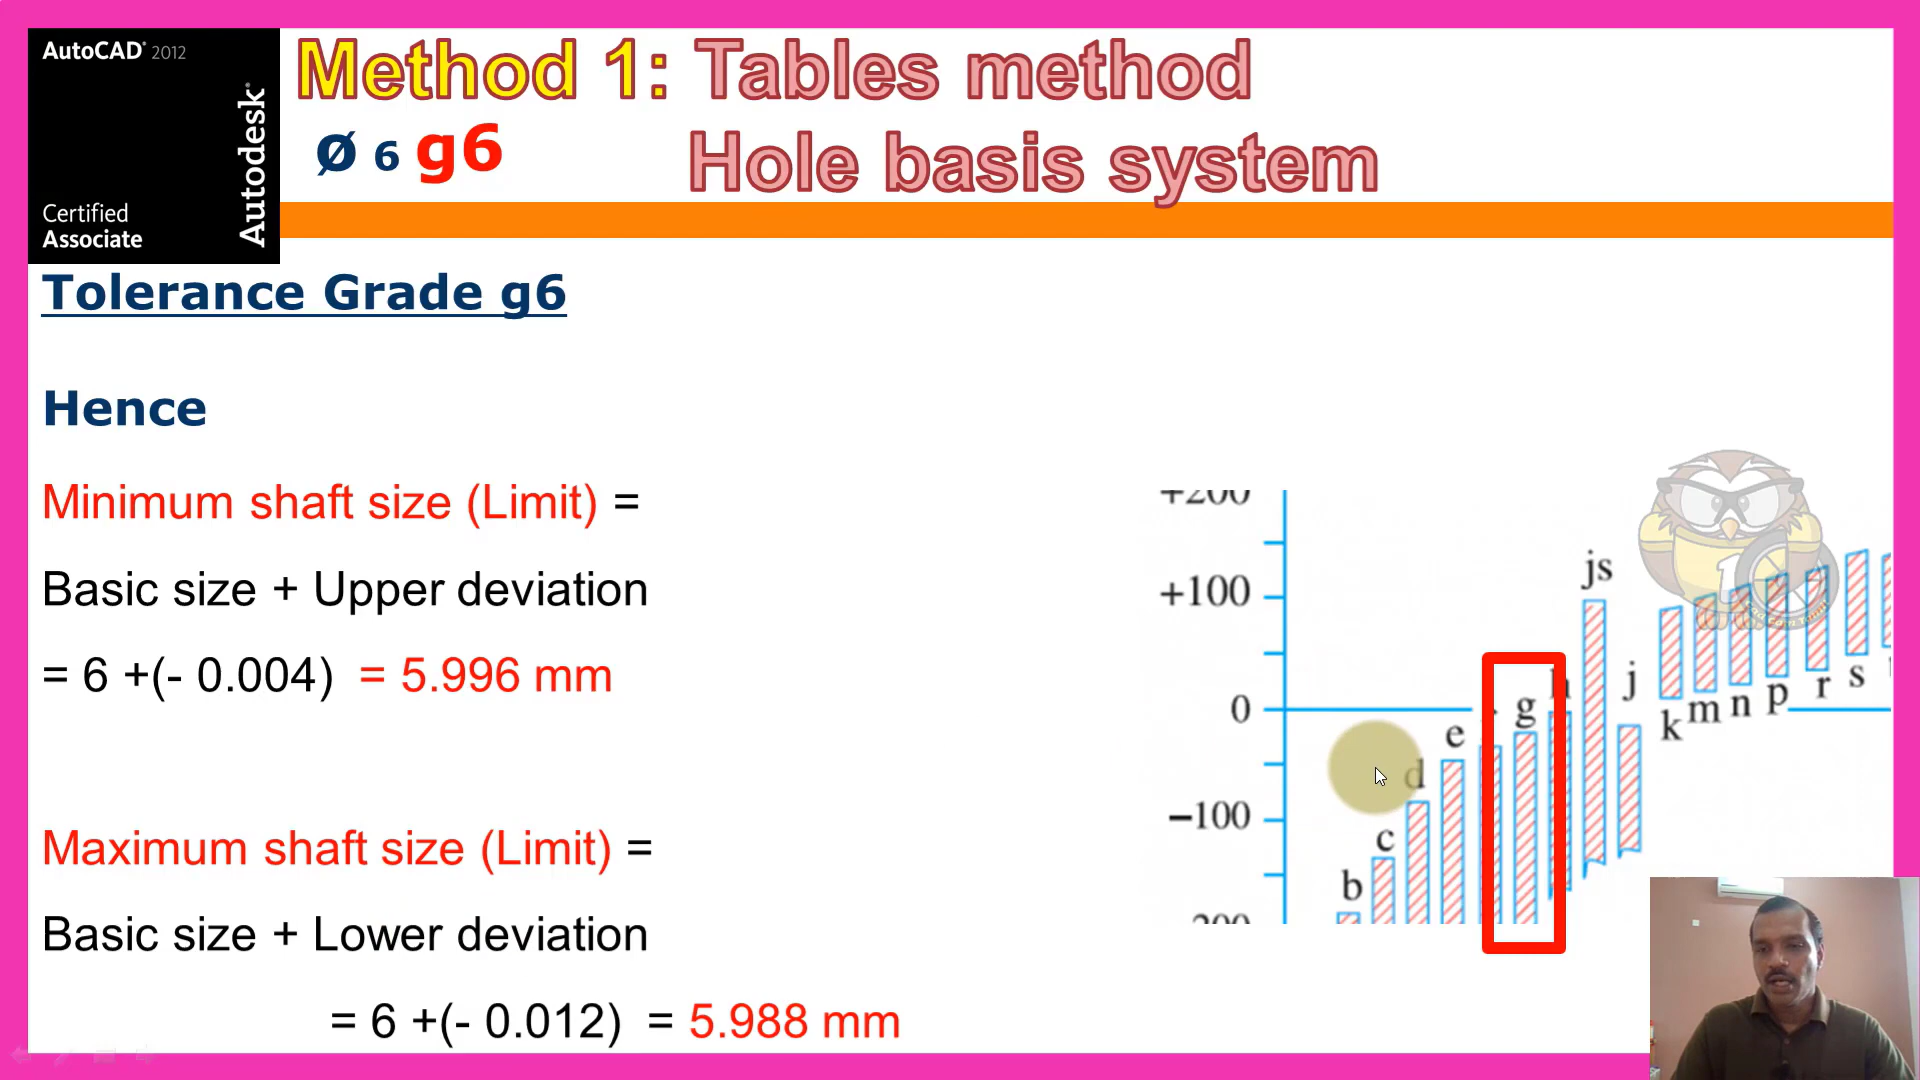 AutoCAD® 2012
Autodesk®
Certified
Associate
Method 1: Tables method
Ø 6 g6
Hole basis system
Tolerance Grade g6
Hence
Minimum shaft size (Limit) =
Basic size + Upper deviation
= 6 +(- 0.004) = 5.996 mm
Maximum shaft size (Limit) =
Basic size + Lower deviation
= 6 +(- 0.012) = 5.988 mm
+200
+100
0
−100
b
c
d
e
g
h
js
j
k
m
n
p
r
s
10